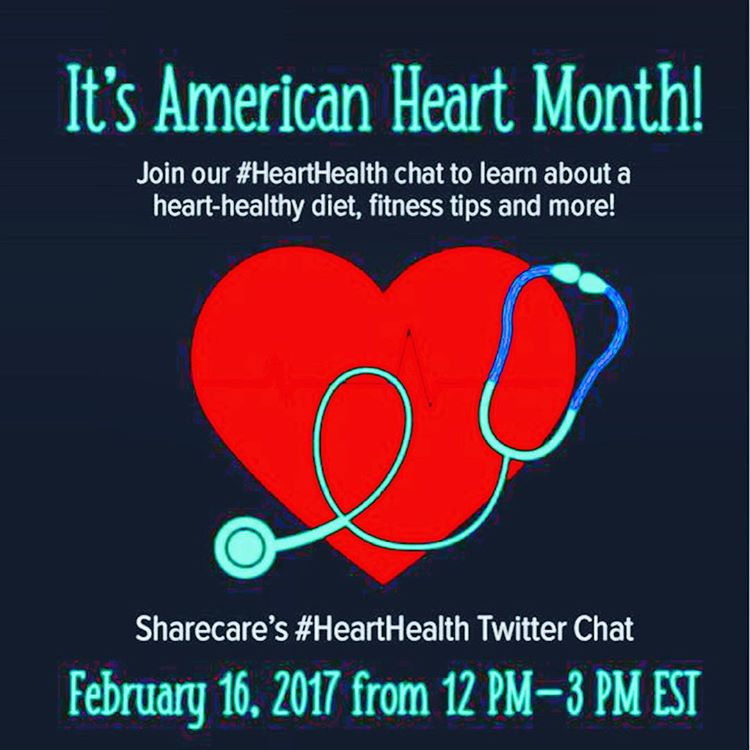 It's American Heart Month!
Join our #HeartHealth chat to learn about a
heart-healthy diet, fitness tips and more!
Sharecare's #HeartHealth Twitter Chat
February 16, 2017 from 12 PM–3 PM EST